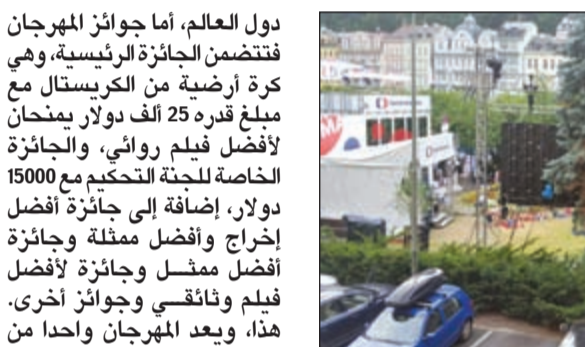 دول العالم، أما جوائز المهرجان
فتتضمن الجائزة الرئيسية، وهي
كرة أرضية من الكريستال مع
مبلغ قدره 25 ألف دولار يمنحان
لأفضل فيلم روائي، والجائزة
الخاصة للجنة التحكيم مع 15000
دولار، إضافة إلى جائزة أفضل
إخراج وأفضل ممثلة وجائزة
أفضل ممثل وجائزة لأفضل
فيلم وثائقي وجوائز أخرى.
هذا، ويعد المهرجان واحدا من